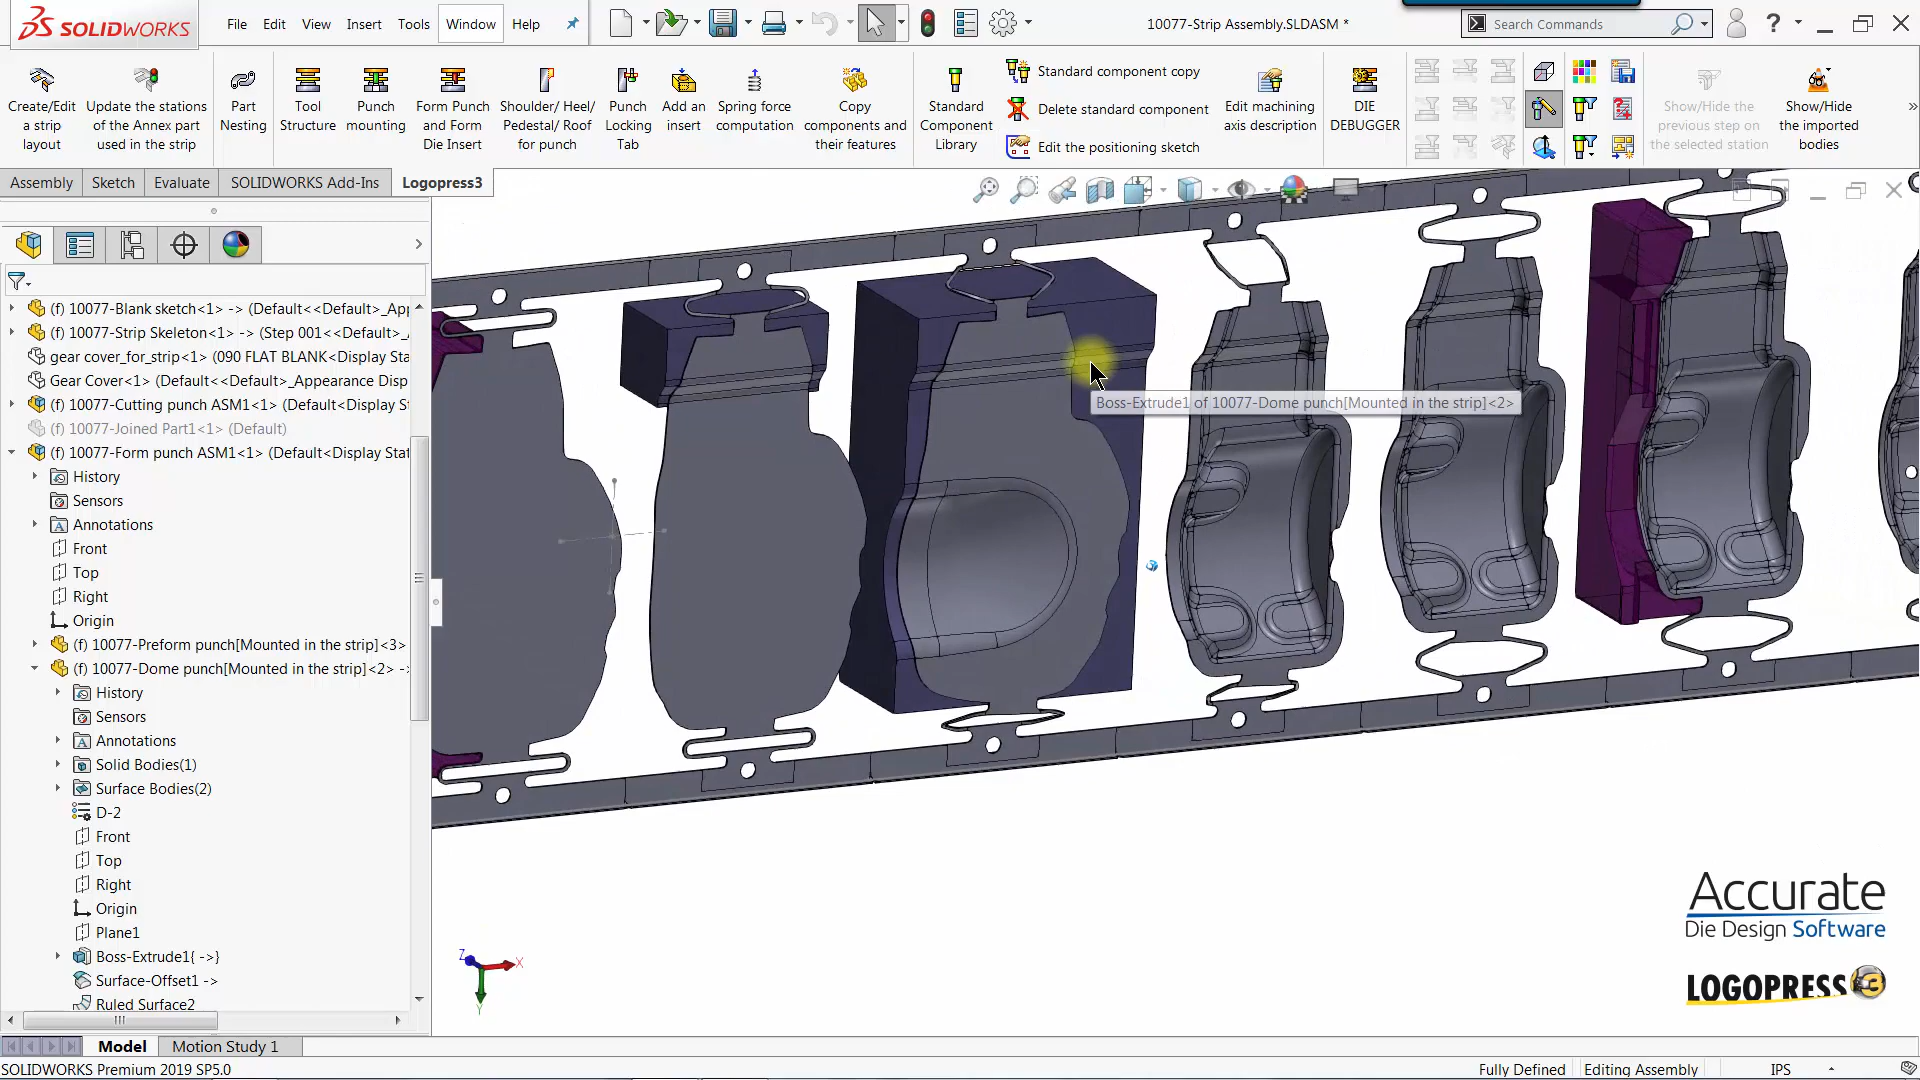 SOLIDWORKS
File Edit View Insert Tools Window Help
10077-Strip Assembly.SLDASM *
Search Commands
?
Create/Edit
a strip
layout
Update the stations
of the Annex part
used in the strip
Part
Nesting
Tool
Structure
Punch
mounting
Form Punch
and Form
Die Insert
Shoulder/ Heel/
Pedestal/ Roof
for punch
Punch
Locking
Tab
Add an
insert
Spring force
computation
Copy
components and
their features
Standard
Component
Library
Standard component copy
Delete standard component
Edit the positioning sketch
Edit machining
axis description
DIE
DEBUGGER
Show/Hide the
previous step on
the selected station
Show/Hide
the imported
bodies
Assembly Sketch Evaluate SOLIDWORKS Add-Ins Logopress3
(f) 10077-Blank sketch<1> -> (Default<<Default>_App
(f) 10077-Strip Skeleton<1> -> (Step 001<<Default>_
gear cover_for_strip<1> (090 FLAT BLANK<Display Sta
Gear Cover<1> (Default<<Default>_Appearance Disp
(f) 10077-Cutting punch ASM1<1> (Default<Display St
(f) 10077-Joined Part1<1> (Default)
(f) 10077-Form punch ASM1<1> (Default<Display Stat
History
Sensors
Annotations
Front
Top
Right
Origin
(f) 10077-Preform punch[Mounted in the strip]<3>
(f) 10077-Dome punch[Mounted in the strip]<2> ->
History
Sensors
Annotations
Solid Bodies(1)
Surface Bodies(2)
D-2
Front
Top
Right
Origin
Plane1
Boss-Extrude1{ ->}
Surface-Offset1 ->
Ruled Surface2
Boss-Extrude1 of 10077-Dome punch[Mounted in the strip]<2>
Z
X
Y
Accurate
Die Design Software
LOGOPRESS3
Model Motion Study 1
SOLIDWORKS Premium 2019 SP5.0
Fully Defined Editing Assembly IPS